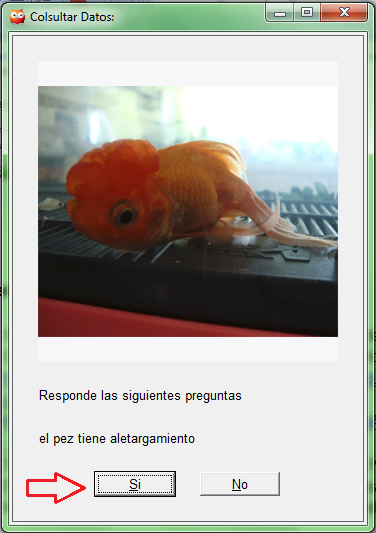 Colsultar Datos:
Responde las siguientes preguntas
el pez tiene aletargamiento
Si No